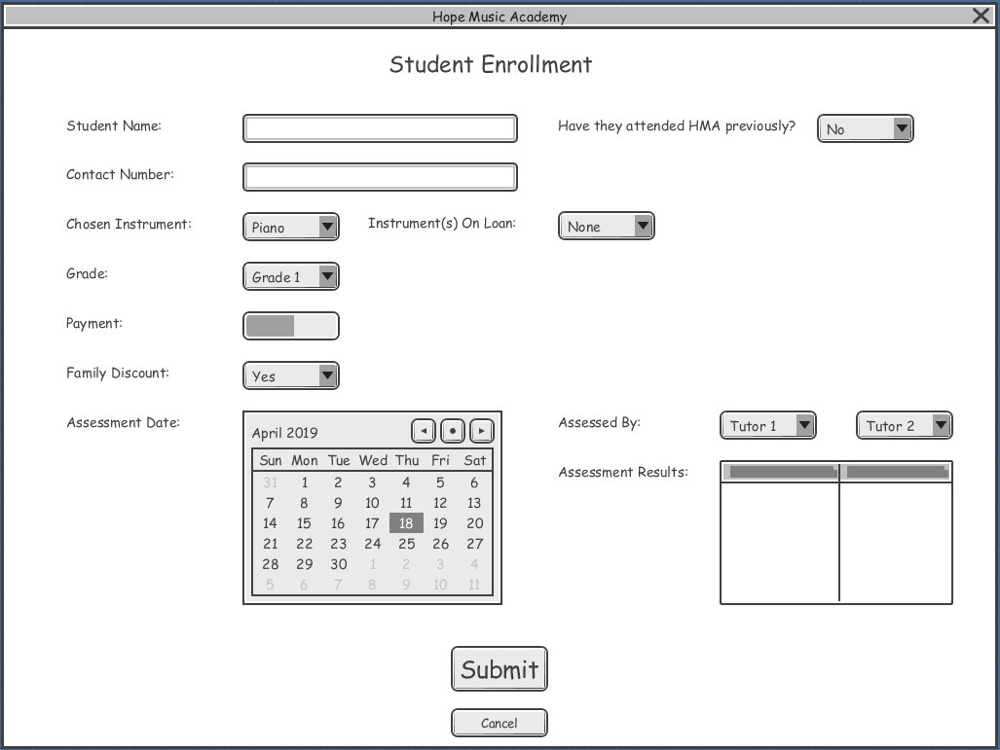 Hope Music Academy
Student Enrollment
Student Name:
Have they attended HMA previously? No
Contact Number:
Chosen Instrument: Piano Instrument(s) On Loan: None
Grade: Grade 1
Payment:
Family Discount: Yes
Assessment Date:
April 2019
Sun Mon Tue Wed Thu Fri Sat
31 1 2 3 4 5 6
7 8 9 10 11 12 13
14 15 16 17 18 19 20
21 22 23 24 25 26 27
28 29 30 1 2 3 4
5 6 7 8 9 10 11
Assessed By: Tutor 1 Tutor 2
Assessment Results:
Submit
Cancel